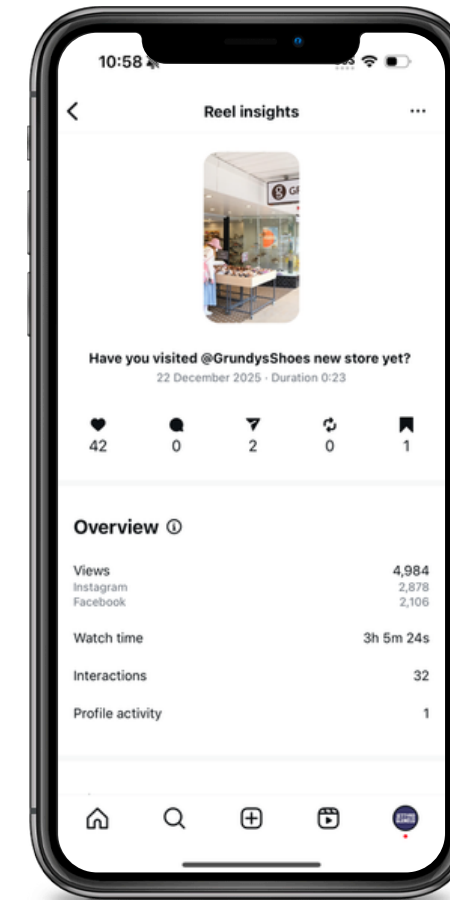 10:58
Reel insights
Have you visited @GrundysShoes new store yet?
22 December 2025 · Duration 0:23
42 0 2 0 1
Overview
Views 4,984
Instagram 2,878
Facebook 2,106
Watch time 3h 5m 24s
Interactions 32
Profile activity 1